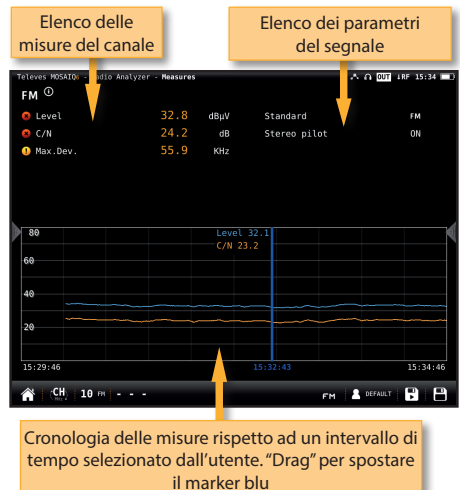 Elenco delle
misure del canale
Elenco dei parametri
del segnale
Televes MOSAIQ6 - Radio Analyzer - Measures
OUT ↓RF 15:34
FM
Level 32.8 dBµV Standard FM
C/N 24.2 dB Stereo pilot ON
Max.Dev. 55.9 KHz
80
Level 32.1
C/N 23.2
60
40
20
15:29:46 15:32:43 15:34:46
CH 10 FM - - - FM DEFAULT
Cronologia delle misure rispetto ad un intervallo di
tempo selezionato dall'utente. "Drag" per spostare
il marker blu